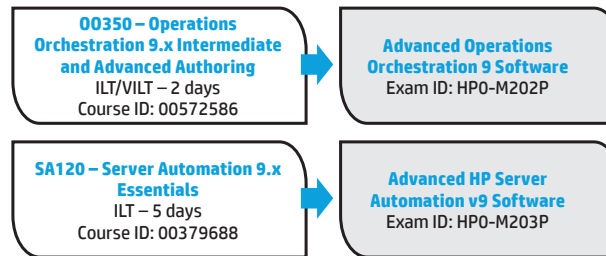 OO350 – Operations
Orchestration 9.x Intermediate
and Advanced Authoring
ILT/VILT – 2 days
Course ID: 00572586
Advanced Operations
Orchestration 9 Software
Exam ID: HP0-M202P
SA120 – Server Automation 9.x
Essentials
ILT – 5 days
Course ID: 00379688
Advanced HP Server
Automation v9 Software
Exam ID: HP0-M203P